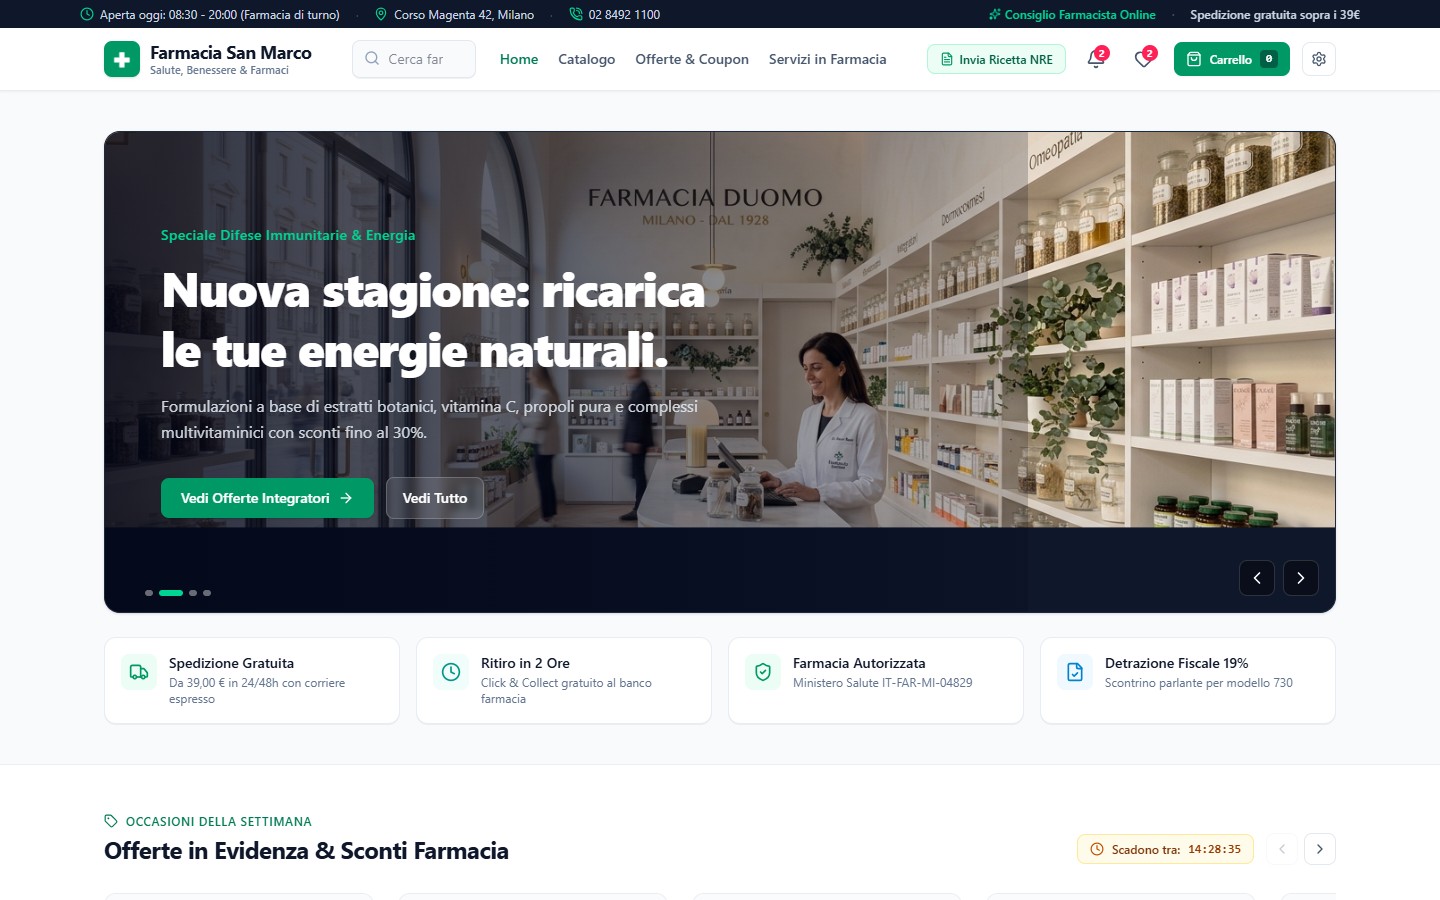 Aperta oggi: 08:30 - 20:00 (Farmacia di turno) · Corso Magenta 42, Milano · 02 8492 1100
Consiglio Farmacista Online · Spedizione gratuita sopra i 39€
Farmacia San Marco
Salute, Benessere & Farmaci
Cerca far
Home
Catalogo
Offerte & Coupon
Servizi in Farmacia
Invia Ricetta NRE
2
2
Carrello 0
Omeopatia
Dermocosmesi
FARMACIA DUOMO
MILANO - DAL 1928
Speciale Difese Immunitarie & Energia
Nuova stagione: ricarica
le tue energie naturali.
Formulazioni a base di estratti botanici, vitamina C, propoli pura e complessi
multivitaminici con sconti fino al 30%.
Vedi Offerte Integratori
Vedi Tutto
Spedizione Gratuita
Da 39,00 € in 24/48h con corriere
espresso
Ritiro in 2 Ore
Click & Collect gratuito al banco
farmacia
Farmacia Autorizzata
Ministero Salute IT-FAR-MI-04829
Detrazione Fiscale 19%
Scontrino parlante per modello 730
OCCASIONI DELLA SETTIMANA
Offerte in Evidenza & Sconti Farmacia
Scadono tra: 14:28:35